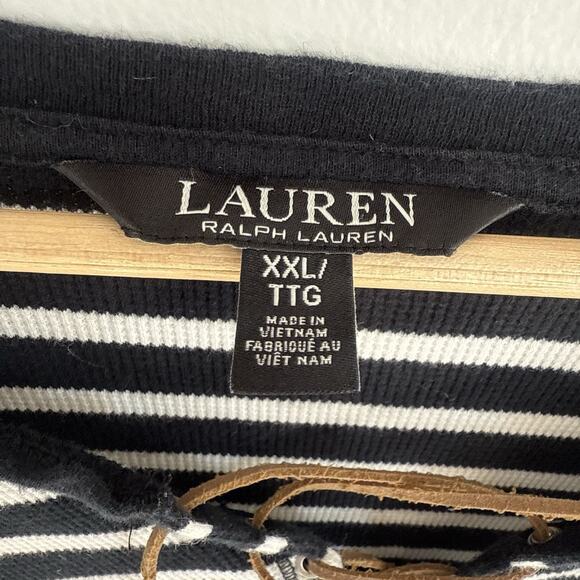 LAUREN
RALPH LAUREN
XXL/
TTG
MADE IN
VIETNAM
FABRIQUÉ AU
VIÊT NAM